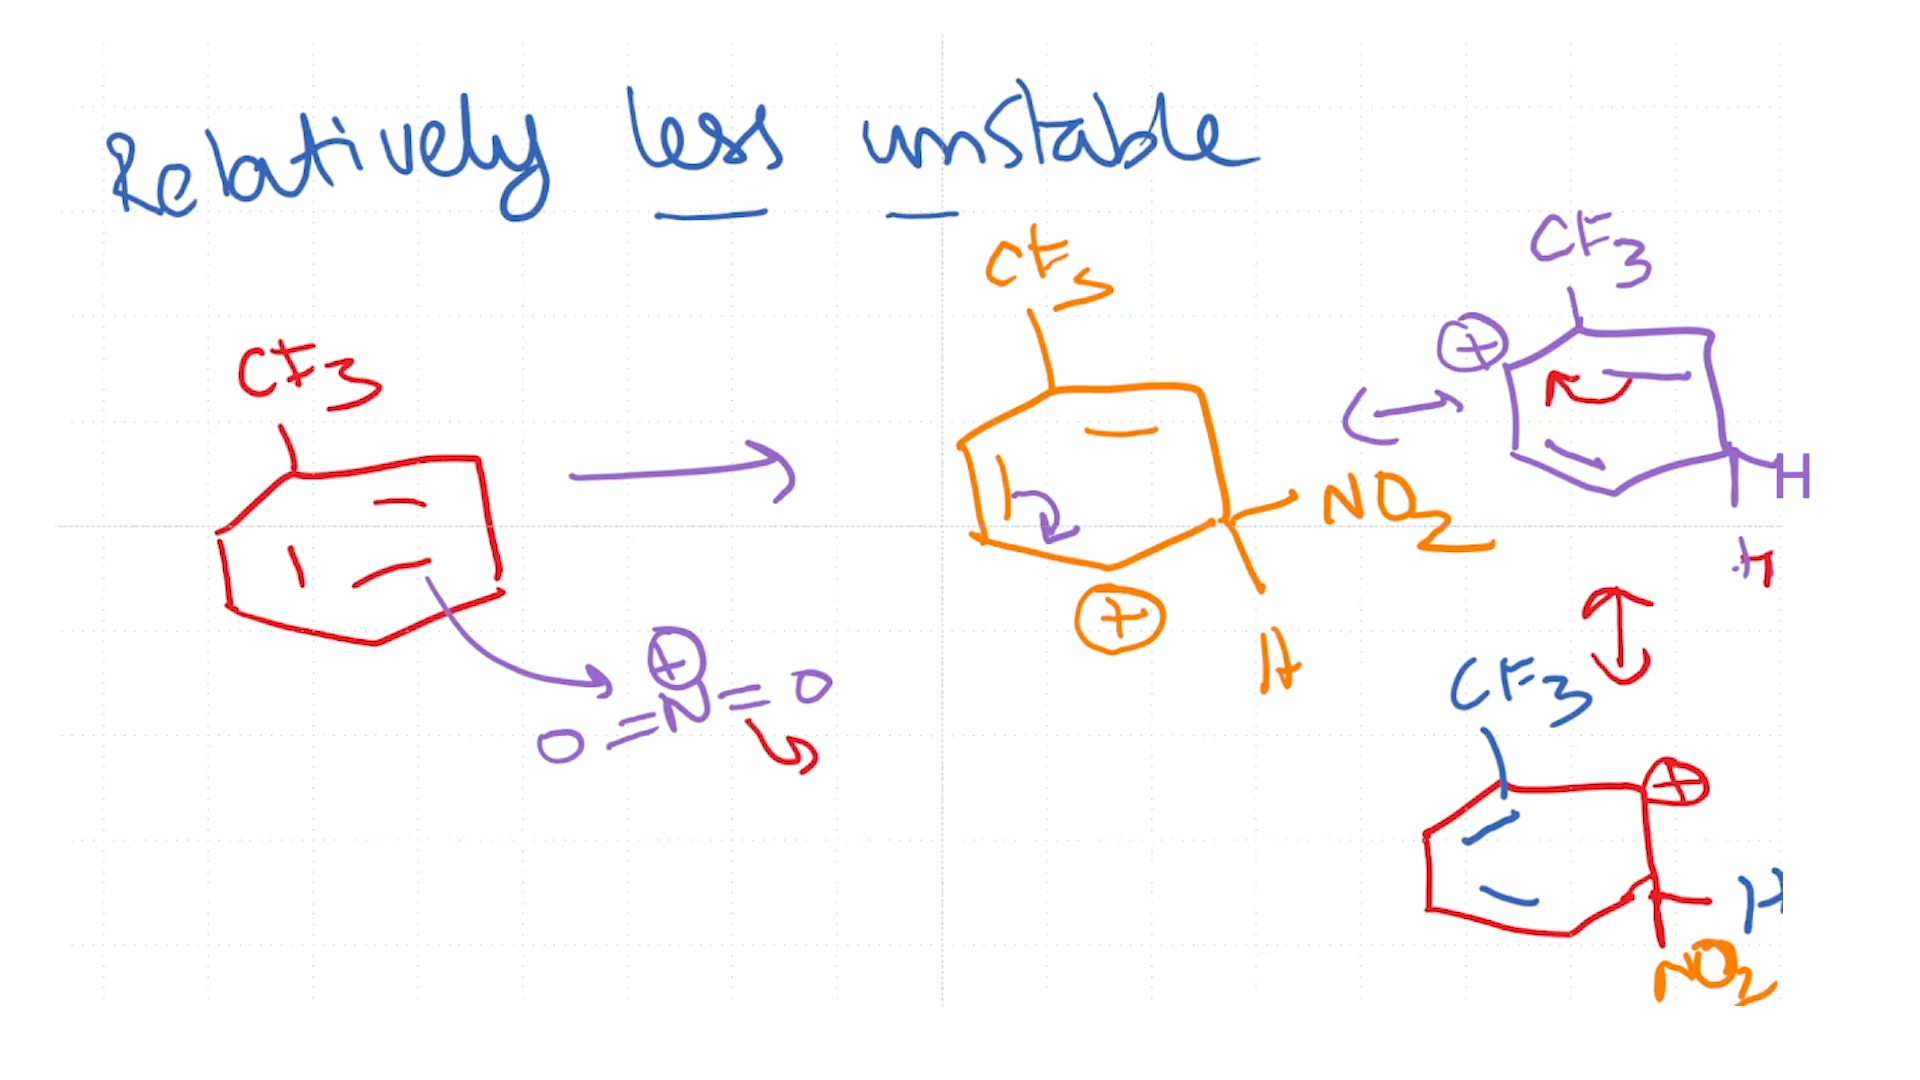 Relatively less unstable
CF3
CF3
CF3
+
NO2
H
H
+
H
+
N
O = = O
CF3
+
H
NO2